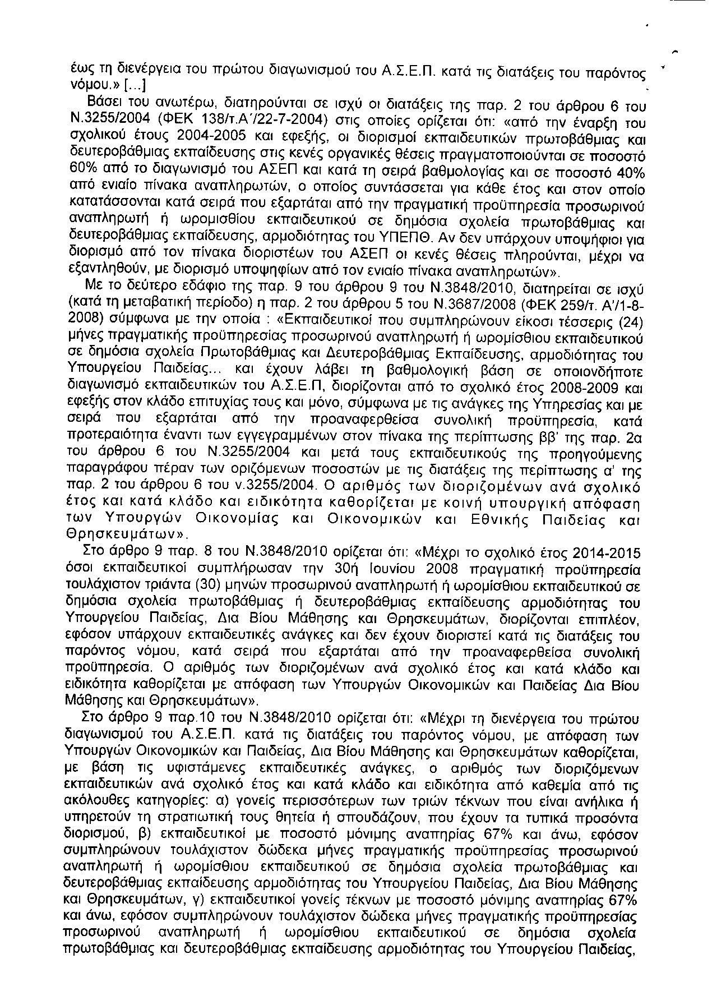 έως τη διενέργεια του πρώτου διαγωνισμού του Α.Σ.Ε.Π. κατά τις διατάξεις του παρόντος
νόμου.» [...]
Βάσει του ανωτέρω, διατηρούνται σε ισχύ οι διατάξεις της παρ. 2 του άρθρου 6 του
Ν.3255/2004 (ΦΕΚ 138/τ.Α΄/22-7-2004) στις οποίες ορίζεται ότι: «από την έναρξη του
σχολικού έτους 2004-2005 και εφεξής, οι διορισμοί εκπαιδευτικών πρωτοβάθμιας και
δευτεροβάθμιας εκπαίδευσης στις κενές οργανικές θέσεις πραγματοποιούνται σε ποσοστό
60% από το διαγωνισμό του ΑΣΕΠ και κατά τη σειρά βαθμολογίας και σε ποσοστό 40%
από ενιαίο πίνακα αναπληρωτών, ο οποίος συντάσσεται για κάθε έτος και στον οποίο
κατατάσσονται κατά σειρά που εξαρτάται από την πραγματική προϋπηρεσία προσωρινού
αναπληρωτή ή ωρομισθίου εκπαιδευτικού σε δημόσια σχολεία πρωτοβάθμιας και
δευτεροβάθμιας εκπαίδευσης, αρμοδιότητας του ΥΠΕΠΘ. Αν δεν υπάρχουν υποψήφιοι για
διορισμό από τον πίνακα διοριστέων του ΑΣΕΠ οι κενές θέσεις πληρούνται, μέχρι να
εξαντληθούν, με διορισμό υποψηφίων από τον ενιαίο πίνακα αναπληρωτών».
Με το δεύτερο εδάφιο της παρ. 9 του άρθρου 9 του Ν.3848/2010, διατηρείται σε ισχύ
(κατά τη μεταβατική περίοδο) η παρ. 2 του άρθρου 5 του Ν.3687/2008 (ΦΕΚ 259/τ. Α’/1-8-
2008) σύμφωνα με την οποία : «Εκπαιδευτικοί που συμπληρώνουν είκοσι τέσσερις (24)
μήνες πραγματικής προϋπηρεσίας προσωρινού αναπληρωτή ή ωρομίσθιου εκπαιδευτικού
σε δημόσια σχολεία Πρωτοβάθμιας και Δευτεροβάθμιας Εκπαίδευσης, αρμοδιότητας του
Υπουργείου Παιδείας... και έχουν λάβει τη βαθμολογική βάση σε οποιονδήποτε
διαγωνισμό εκπαιδευτικών του Α.Σ.Ε.Π, διορίζονται από το σχολικό έτος 2008-2009 και
εφεξής στον κλάδο επιτυχίας τους και μόνο, σύμφωνα με τις ανάγκες της Υπηρεσίας και με
σειρά που εξαρτάται από την προαναφερθείσα συνολική προϋπηρεσία, κατά
προτεραιότητα έναντι των εγγεγραμμένων στον πίνακα της περίπτωσης ββ’ της παρ. 2α
του άρθρου 6 του Ν.3255/2004 και μετά τους εκπαιδευτικούς της προηγούμενης
παραγράφου πέραν των οριζόμενων ποσοστών με τις διατάξεις της περίπτωσης α’ της
παρ. 2 του άρθρου 6 του ν.3255/2004. Ο αριθμός των διοριζομένων ανά σχολικό
έτος και κατά κλάδο και ειδικότητα καθορίζεται με κοινή υπουργική απόφαση
των Υπουργών Οικονομίας και Οικονομικών και Εθνικής Παιδείας και
Θρησκευμάτων».
Στο άρθρο 9 παρ. 8 του Ν.3848/2010 ορίζεται ότι: «Μέχρι το σχολικό έτος 2014-2015
όσοι εκπαιδευτικοί συμπλήρωσαν την 30ή Ιουνίου 2008 πραγματική προϋπηρεσία
τουλάχιστον τριάντα (30) μηνών προσωρινού αναπληρωτή ή ωρομίσθιου εκπαιδευτικού σε
δημόσια σχολεία πρωτοβάθμιας ή δευτεροβάθμιας εκπαίδευσης αρμοδιότητας του
Υπουργείου Παιδείας, Δια Βίου Μάθησης και Θρησκευμάτων, διορίζονται επιπλέον,
εφόσον υπάρχουν εκπαιδευτικές ανάγκες και δεν έχουν διοριστεί κατά τις διατάξεις του
παρόντος νόμου, κατά σειρά που εξαρτάται από την προαναφερθείσα συνολική
προϋπηρεσία. Ο αριθμός των διοριζομένων ανά σχολικό έτος και κατά κλάδο και
ειδικότητα καθορίζεται με απόφαση των Υπουργών Οικονομικών και Παιδείας Δια Βίου
Μάθησης και Θρησκευμάτων».
Στο άρθρο 9 παρ.10 του Ν.3848/2010 ορίζεται ότι: «Μέχρι τη διενέργεια του πρώτου
διαγωνισμού του Α.Σ.Ε.Π. κατά τις διατάξεις του παρόντος νόμου, με απόφαση των
Υπουργών Οικονομικών και Παιδείας, Δια Βίου Μάθησης και Θρησκευμάτων καθορίζεται,
με βάση τις υφιστάμενες εκπαιδευτικές ανάγκες, ο αριθμός των διοριζόμενων
εκπαιδευτικών ανά σχολικό έτος και κατά κλάδο και ειδικότητα από καθεμία από τις
ακόλουθες κατηγορίες: α) γονείς περισσότερων των τριών τέκνων που είναι ανήλικα ή
υπηρετούν τη στρατιωτική τους θητεία ή σπουδάζουν, που έχουν τα τυπικά προσόντα
διορισμού, β) εκπαιδευτικοί με ποσοστό μόνιμης αναπηρίας 67% και άνω, εφόσον
συμπληρώνουν τουλάχιστον δώδεκα μήνες πραγματικής προϋπηρεσίας προσωρινού
αναπληρωτή ή ωρομίσθιου εκπαιδευτικού σε δημόσια σχολεία πρωτοβάθμιας και
δευτεροβάθμιας εκπαίδευσης αρμοδιότητας του Υπουργείου Παιδείας, Δια Βίου Μάθησης
και Θρησκευμάτων, γ) εκπαιδευτικοί γονείς τέκνων με ποσοστό μόνιμης αναπηρίας 67%
και άνω, εφόσον συμπληρώνουν τουλάχιστον δώδεκα μήνες πραγματικής προϋπηρεσίας
προσωρινού αναπληρωτή ή ωρομίσθιου εκπαιδευτικού σε δημόσια σχολεία
πρωτοβάθμιας και δευτεροβάθμιας εκπαίδευσης αρμοδιότητας του Υπουργείου Παιδείας,